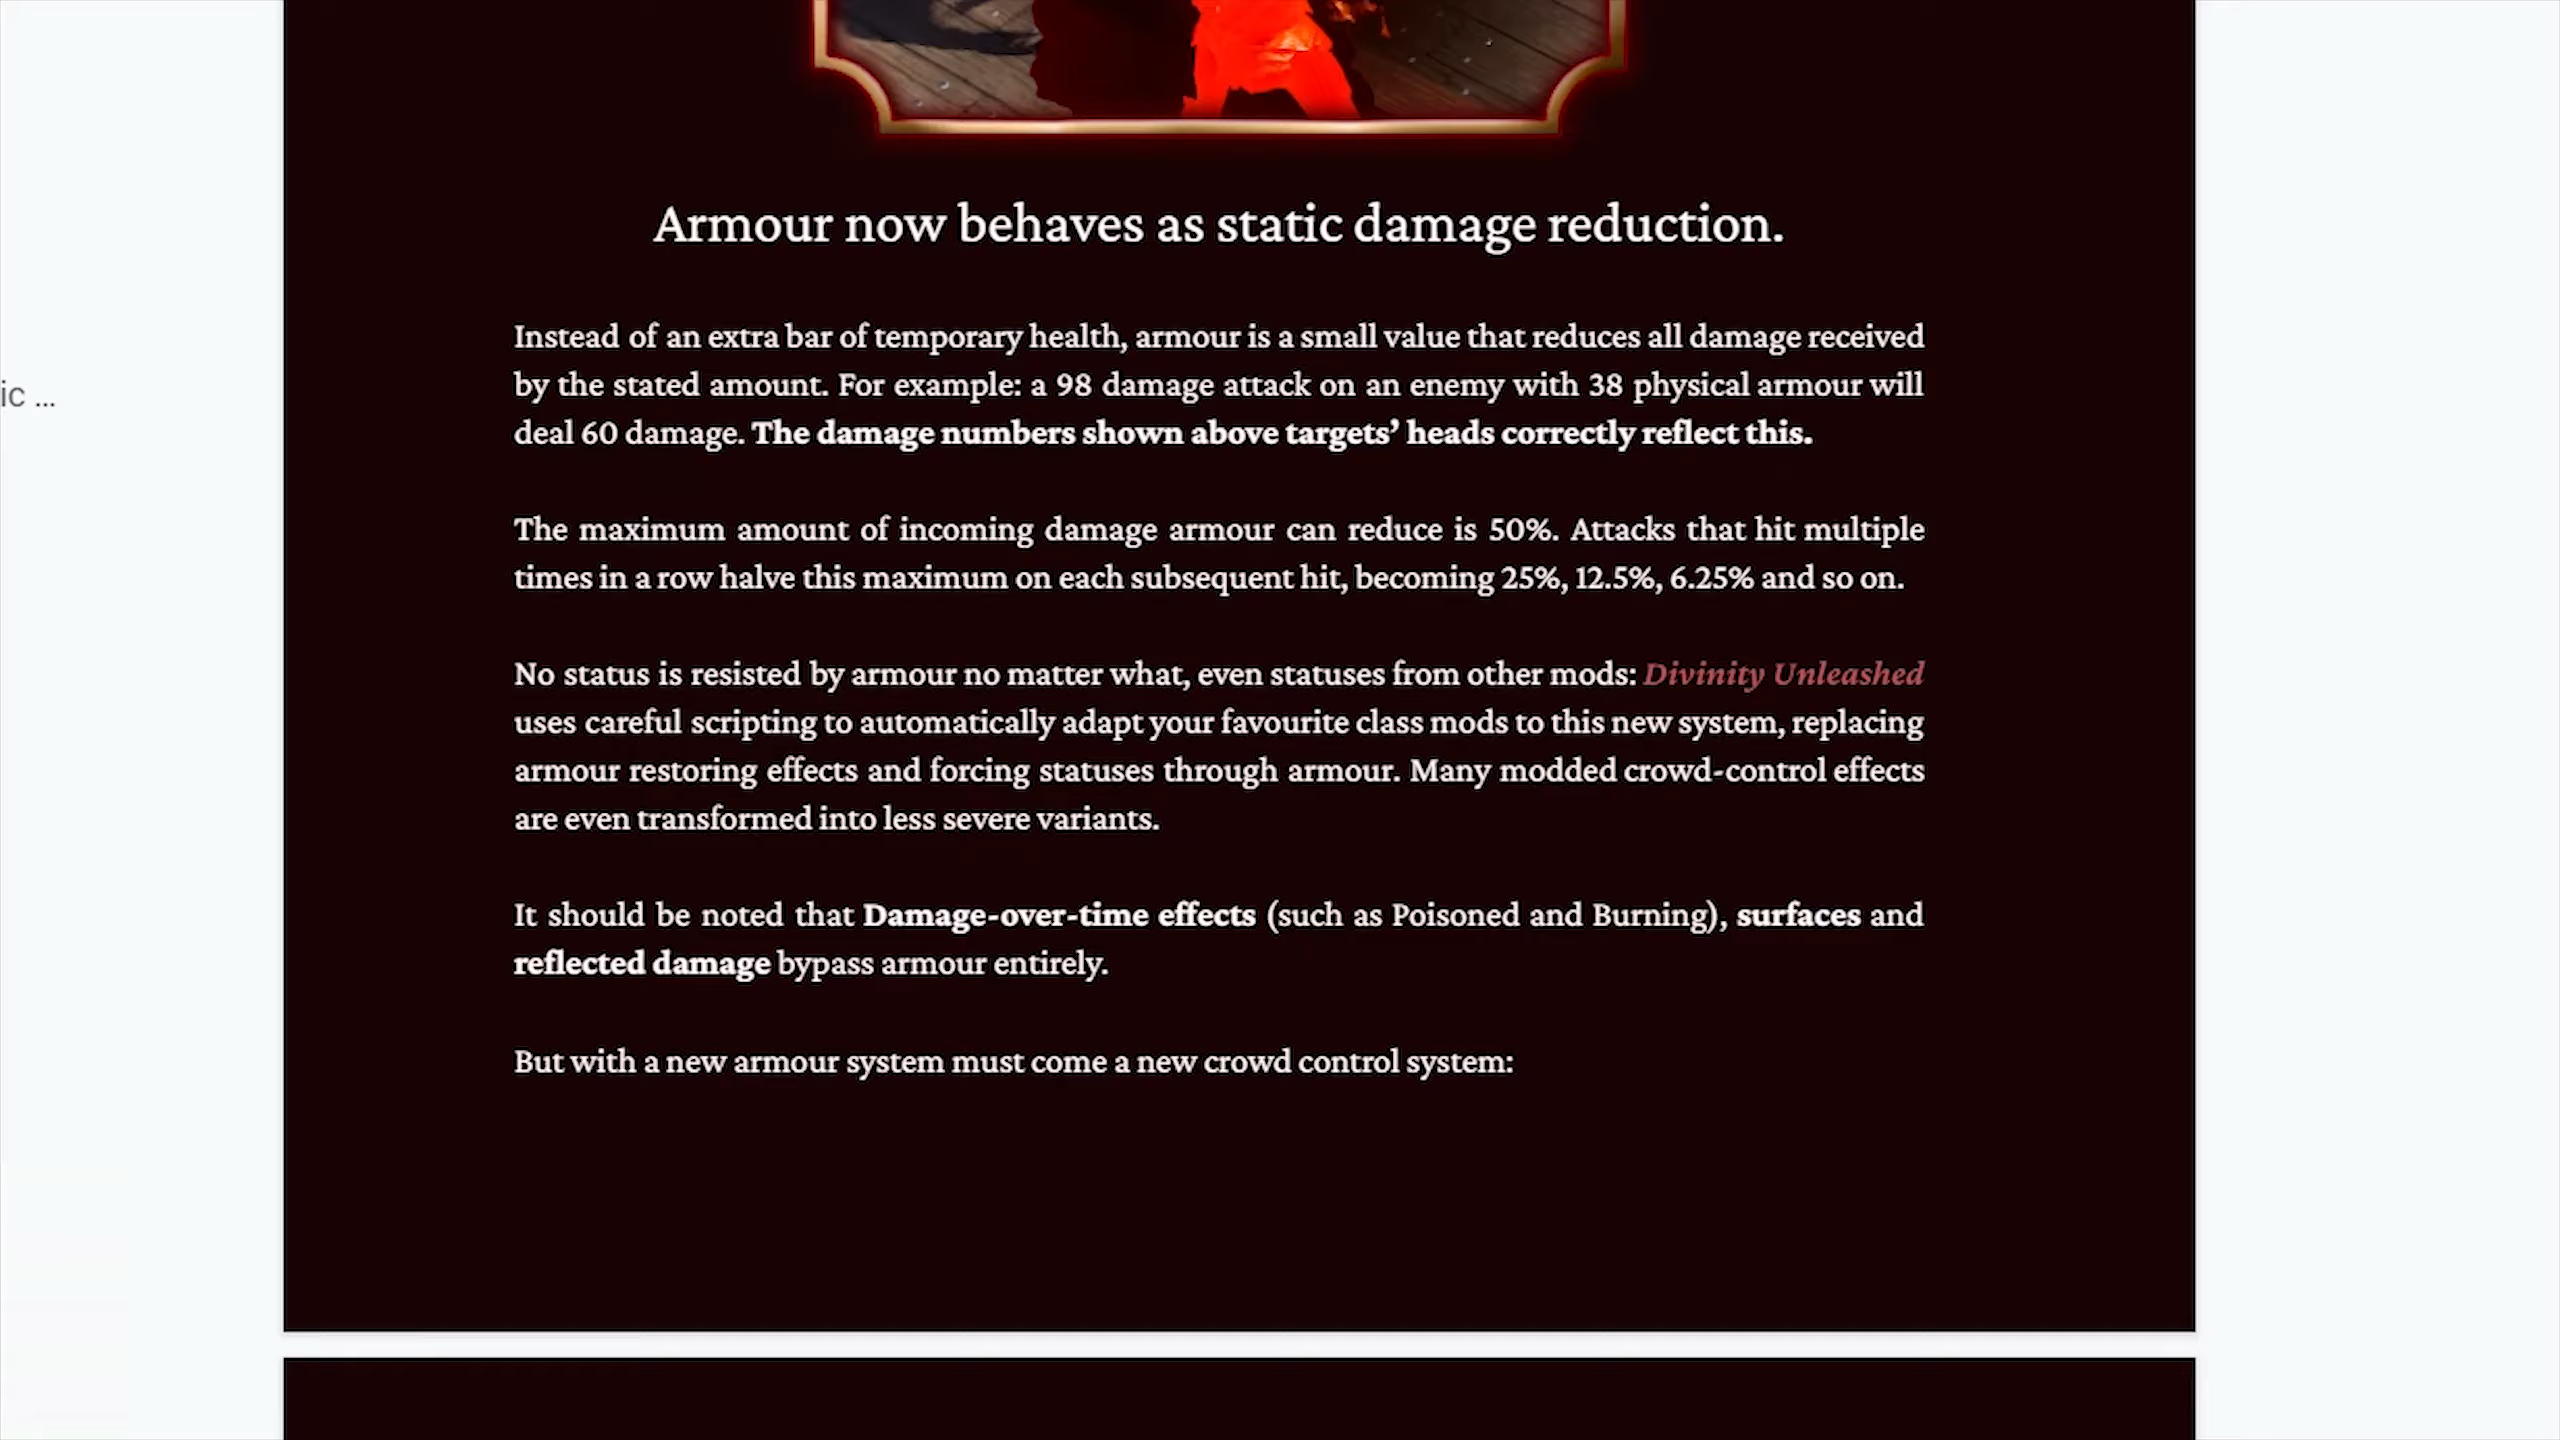 ic ...
Armour now behaves as static damage reduction.
Instead of an extra bar of temporary health, armour is a small value that reduces all damage received
by the stated amount. For example: a 98 damage attack on an enemy with 38 physical armour will
deal 60 damage. The damage numbers shown above targets’ heads correctly reflect this.
The maximum amount of incoming damage armour can reduce is 50%. Attacks that hit multiple
times in a row halve this maximum on each subsequent hit, becoming 25%, 12.5%, 6.25% and so on.
No status is resisted by armour no matter what, even statuses from other mods: Divinity Unleashed
uses careful scripting to automatically adapt your favourite class mods to this new system, replacing
armour restoring effects and forcing statuses through armour. Many modded crowd-control effects
are even transformed into less severe variants.
It should be noted that Damage-over-time effects (such as Poisoned and Burning), surfaces and
reflected damage bypass armour entirely.
But with a new armour system must come a new crowd control system: